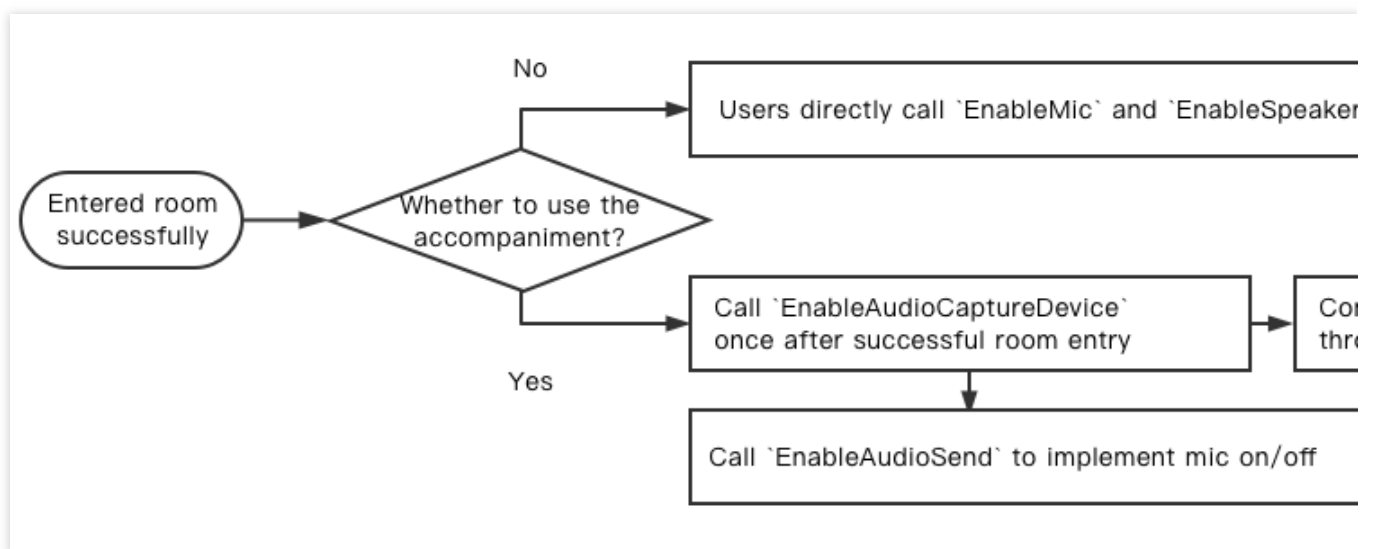 No
Users directly call `EnableMic` and `EnableSpeaker
Entered room
successfully
Whether to use the
accompaniment?
Call `EnableAudioCaptureDevice`
once after successful room entry
Yes
Call `EnableAudioSend` to implement mic on/off